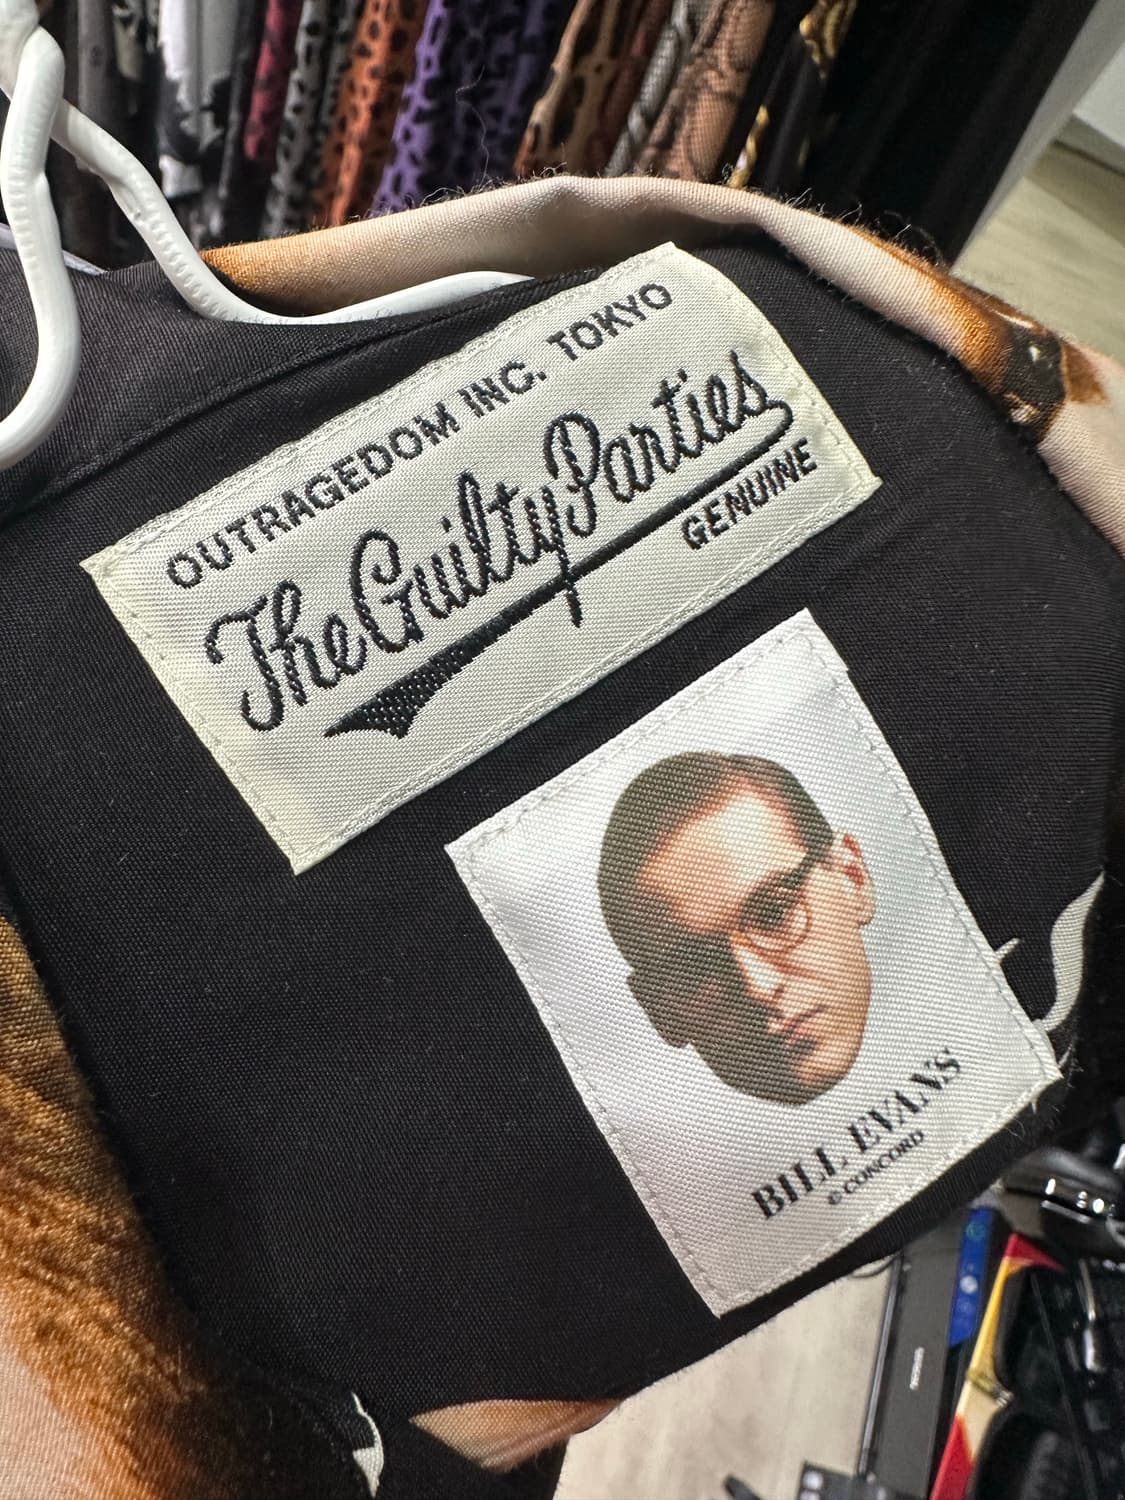 OUTRAGEDOM INC. TOKYO
The Guilty Parties
GENUINE
BILL EVANS
© CONCORD